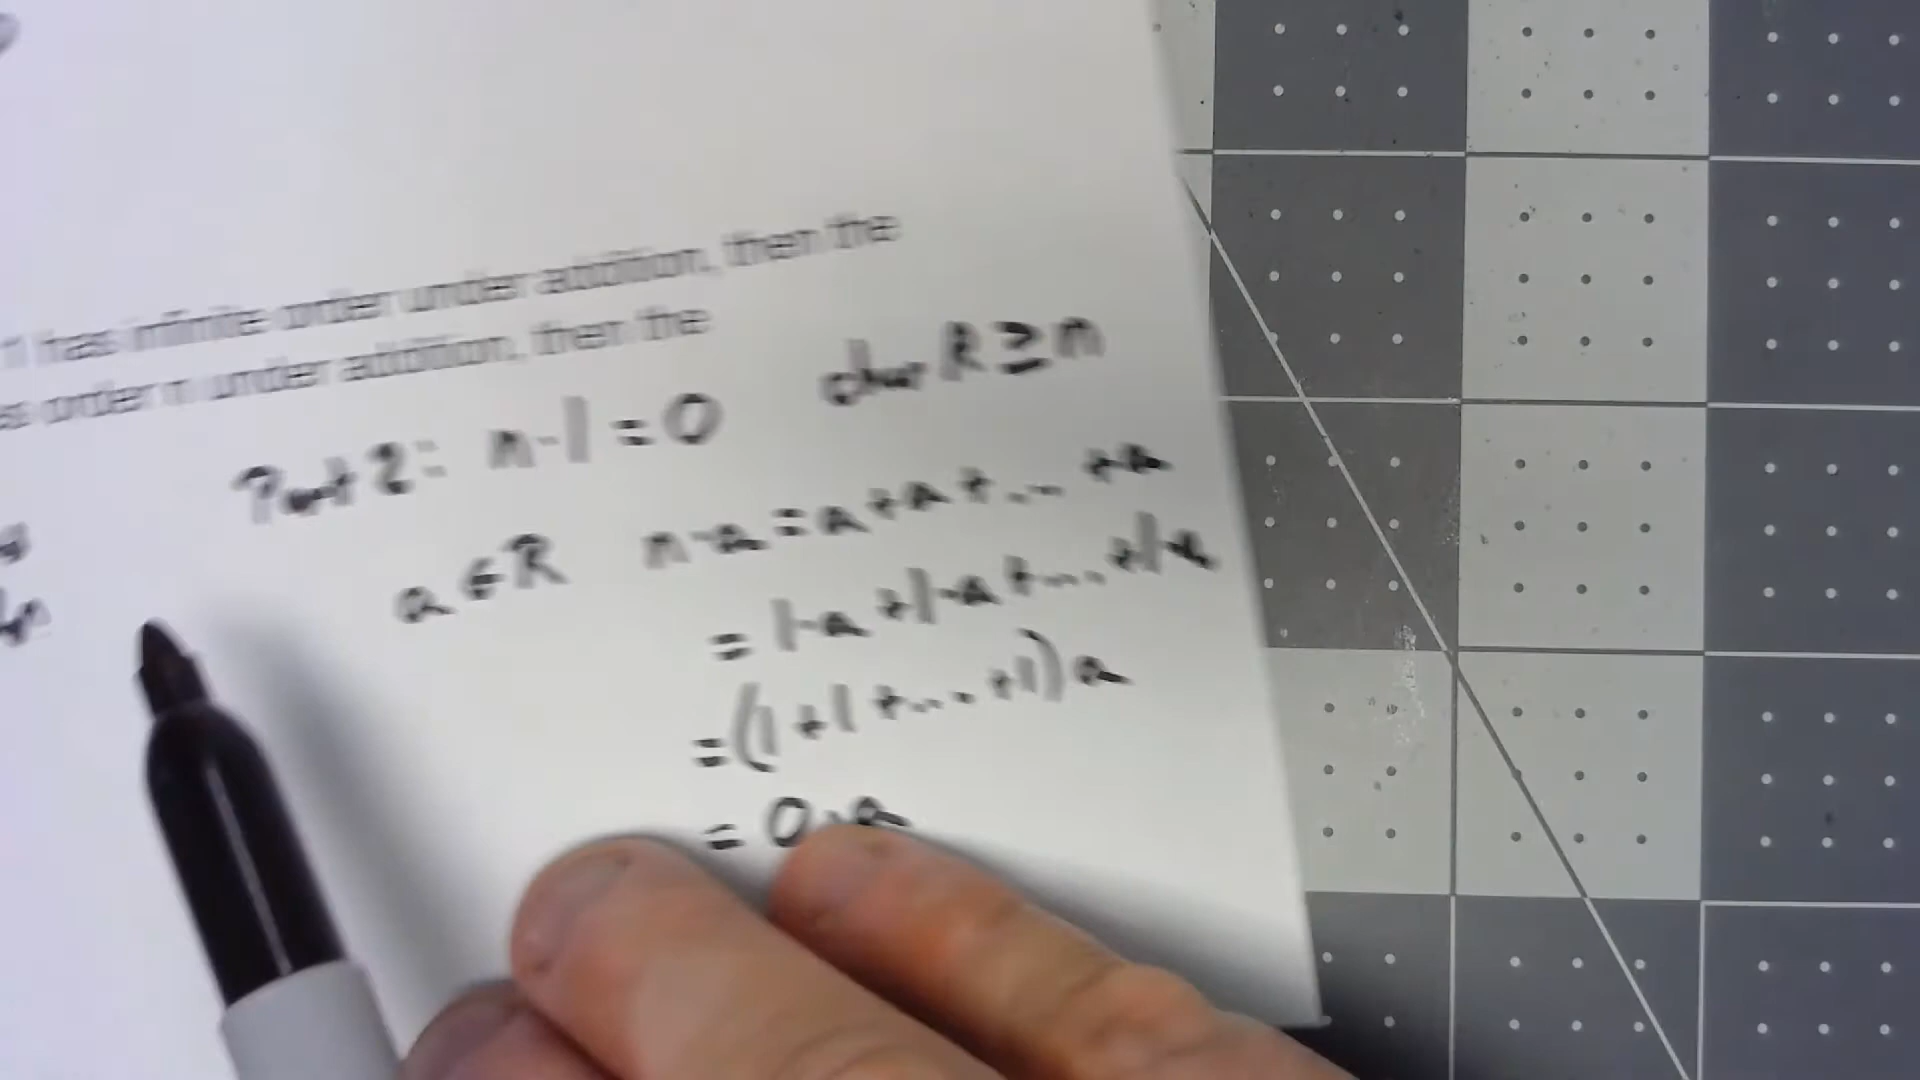 1 has infinite order under addition, then the
order n under addition, then the
Part 2: n·1 = 0 char R ≥ n
a ∈ R n·a = a + a + ... + a
= 1·a + 1·a + ... + 1·a
= (1 + 1 + ... + 1) a
= 0·a